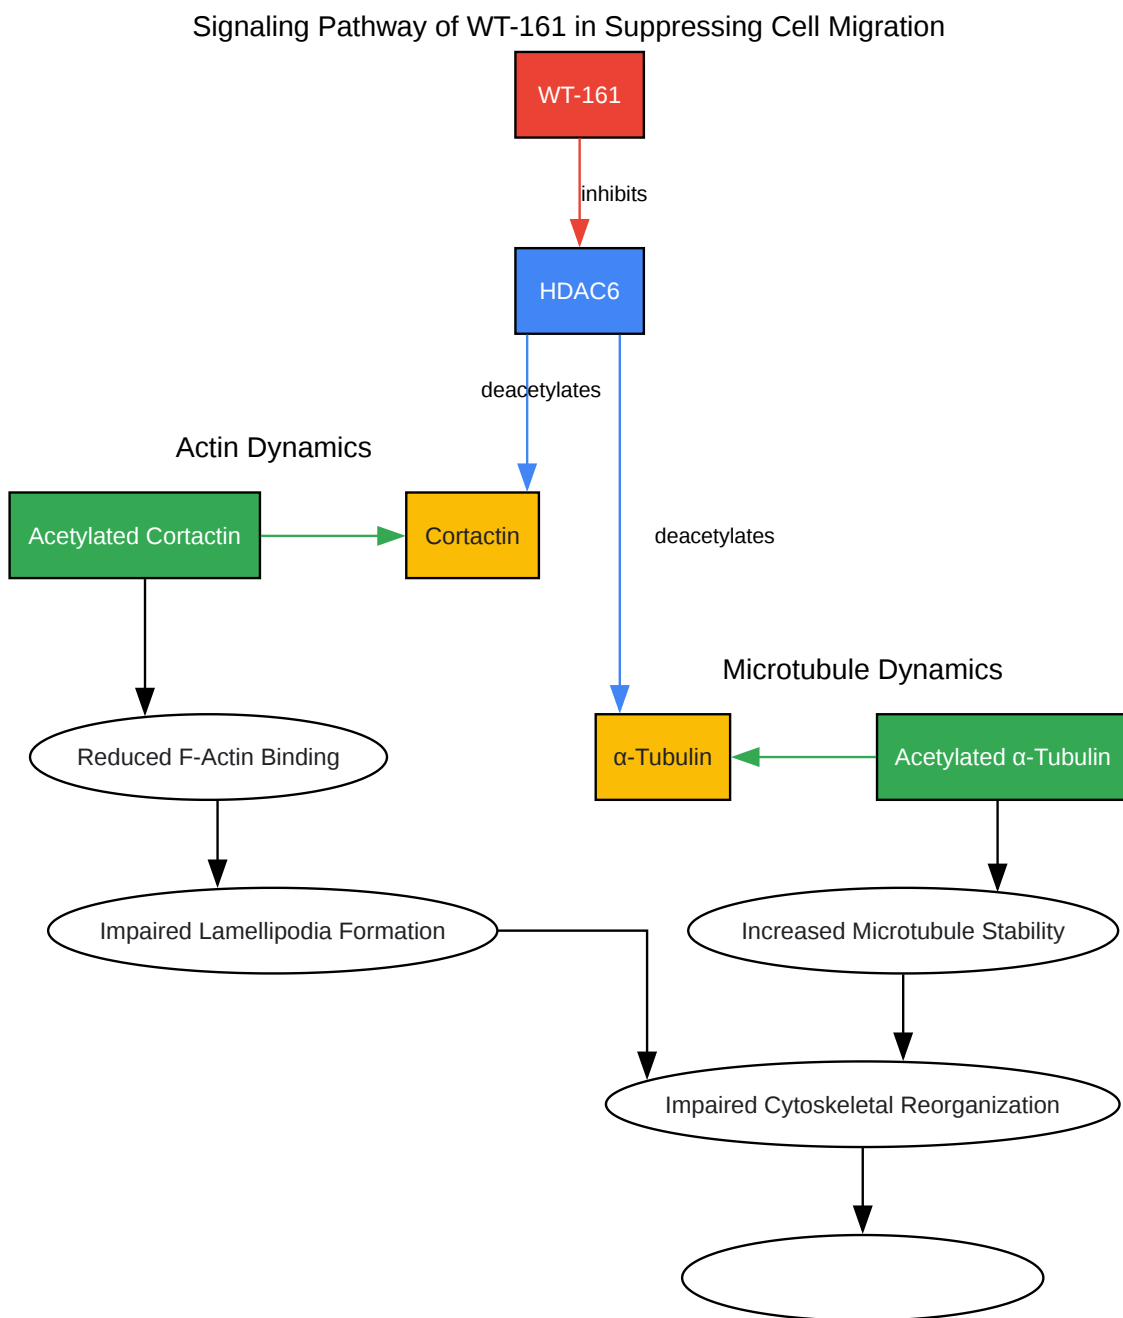 Signaling Pathway of WT-161 in Suppressing Cell Migration
WT-161
inhibits
HDAC6
deacetylates
Actin Dynamics
Acetylated Cortactin
Cortactin
deacetylates
Microtubule Dynamics
Reduced F-Actin Binding
α-Tubulin
Acetylated α-Tubulin
Impaired Lamellipodia Formation
Increased Microtubule Stability
Impaired Cytoskeletal Reorganization